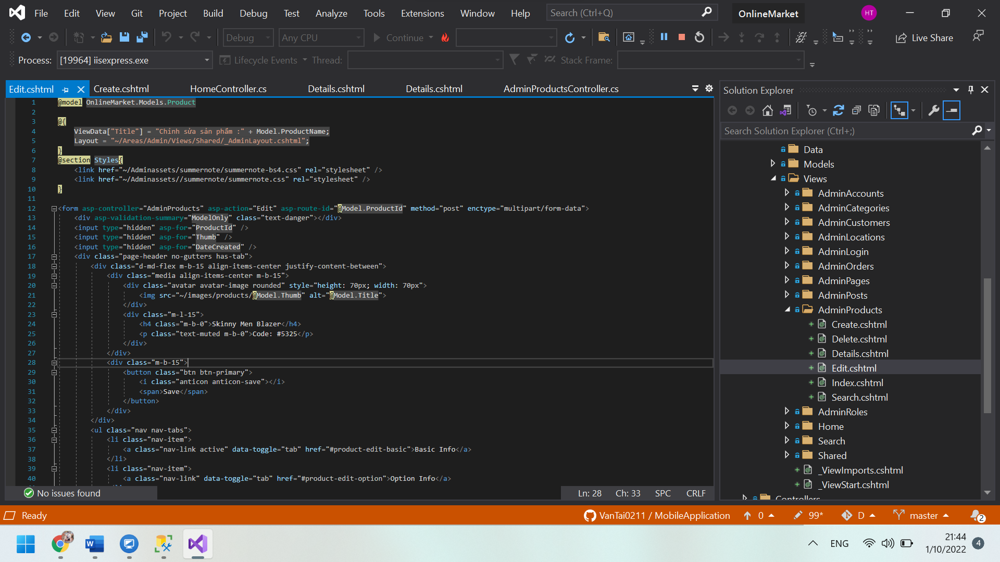 File Edit View Git Project Build Debug Test Analyze Tools Extensions Window Help Search (Ctrl+Q) OnlineMarket HT
Debug Any CPU Continue Live Share
Process: [19964] iisexpress.exe Lifecycle Events Thread: Stack Frame:
Edit.cshtml Create.cshtml HomeController.cs Details.cshtml Details.cshtml AdminProductsController.cs
1 @model OnlineMarket.Models.Product
2
3 @{
4 ViewData["Title"] = "Chỉnh sửa sản phẩm :" + Model.ProductName;
5 Layout = "~/Areas/Admin/Views/Shared/_AdminLayout.cshtml";
6 }
7 @section Styles{
8 <link href="~/Adminassets/summernote/summernote-bs4.css" rel="stylesheet" />
9 <link href="~/Adminassets//summernote/summernote.css" rel="stylesheet" />
10 }
11
12 <form asp-controller="AdminProducts" asp-action="Edit" asp-route-id="@Model.ProductId" method="post" enctype="multipart/form-data">
13 <div asp-validation-summary="ModelOnly" class="text-danger"></div>
14 <input type="hidden" asp-for="ProductId" />
15 <input type="hidden" asp-for="Thumb" />
16 <input type="hidden" asp-for="DateCreated" />
17 <div class="page-header no-gutters has-tab">
18 <div class="d-md-flex m-b-15 align-items-center justify-content-between">
19 <div class="media align-items-center m-b-15">
20 <div class="avatar avatar-image rounded" style="height: 70px; width: 70px">
21 <img src="~/images/products/@Model.Thumb" alt="@Model.Title">
22 </div>
23 <div class="m-l-15">
24 <h4 class="m-b-0">Skinny Men Blazer</h4>
25 <p class="text-muted m-b-0">Code: #5325</p>
26 </div>
27 </div>
28 <div class="m-b-15">
29 <button class="btn btn-primary">
30 <i class="anticon anticon-save"></i>
31 <span>Save</span>
32 </button>
33 </div>
34 </div>
35 <ul class="nav nav-tabs">
36 <li class="nav-item">
37 <a class="nav-link active" data-toggle="tab" href="#product-edit-basic">Basic Info</a>
38 </li>
39 <li class="nav-item">
40 <a class="nav-link" data-toggle="tab" href="#product-edit-option">Option Info</a>
No issues found Ln: 28 Ch: 33 SPC CRLF
Solution Explorer
Search Solution Explorer (Ctrl+;)
Data
Models
Views
AdminAccounts
AdminCategories
AdminCustomers
AdminLocations
AdminLogin
AdminOrders
AdminPages
AdminPosts
AdminProducts
Create.cshtml
Delete.cshtml
Details.cshtml
Edit.cshtml
Index.cshtml
Search.cshtml
AdminRoles
Home
Search
Shared
_ViewImports.cshtml
_ViewStart.cshtml
Controllers
Ready VanTai0211 / MobileApplication 0 99* D master 2
W ENG 21:44 4
1/10/2022